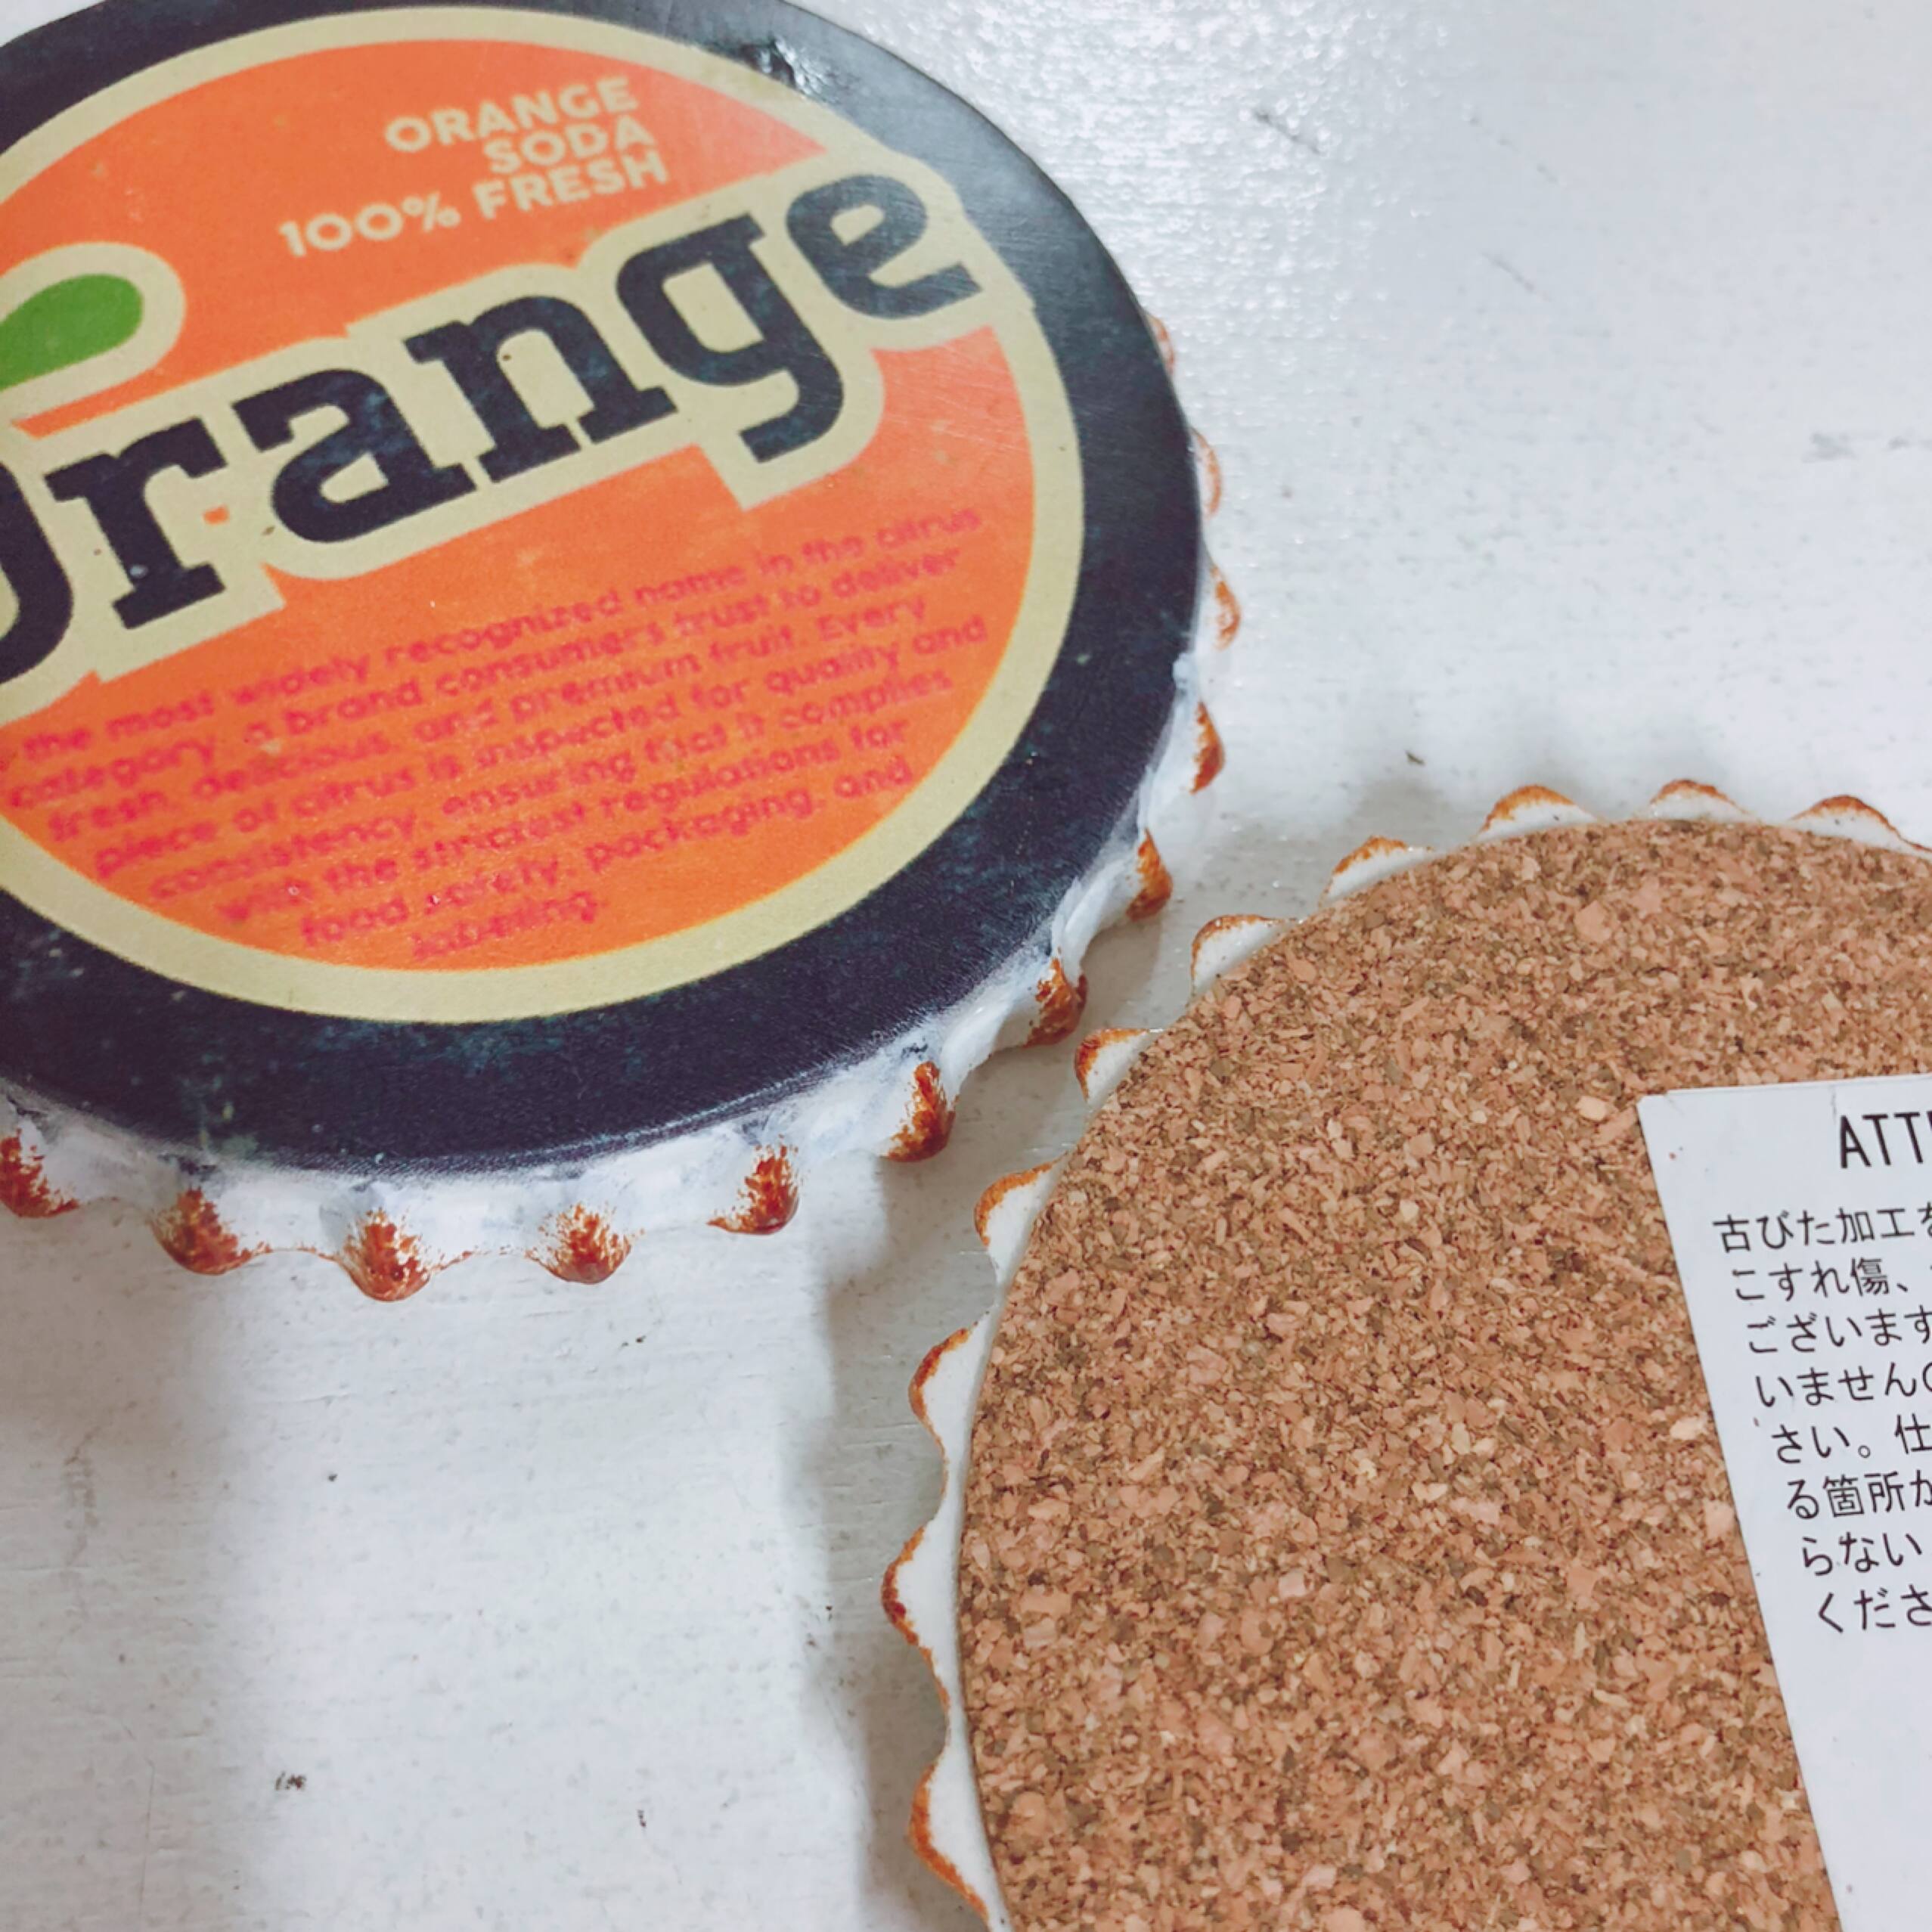 ORANGE
SODA
100% FRESH
Orange
the most widely recognized name in the citrus
category, a brand consumers trust to deliver
fresh, delicious, and premium fruit. Every
piece of citrus is inspected for quality and
consistency, ensuring that it complies
with the strictest regulations for
food safety, packaging, and
labeling.
ATT
古びた加工を
こすれ傷、
ございます
いません
さい。仕
る箇所が
らない
くださ